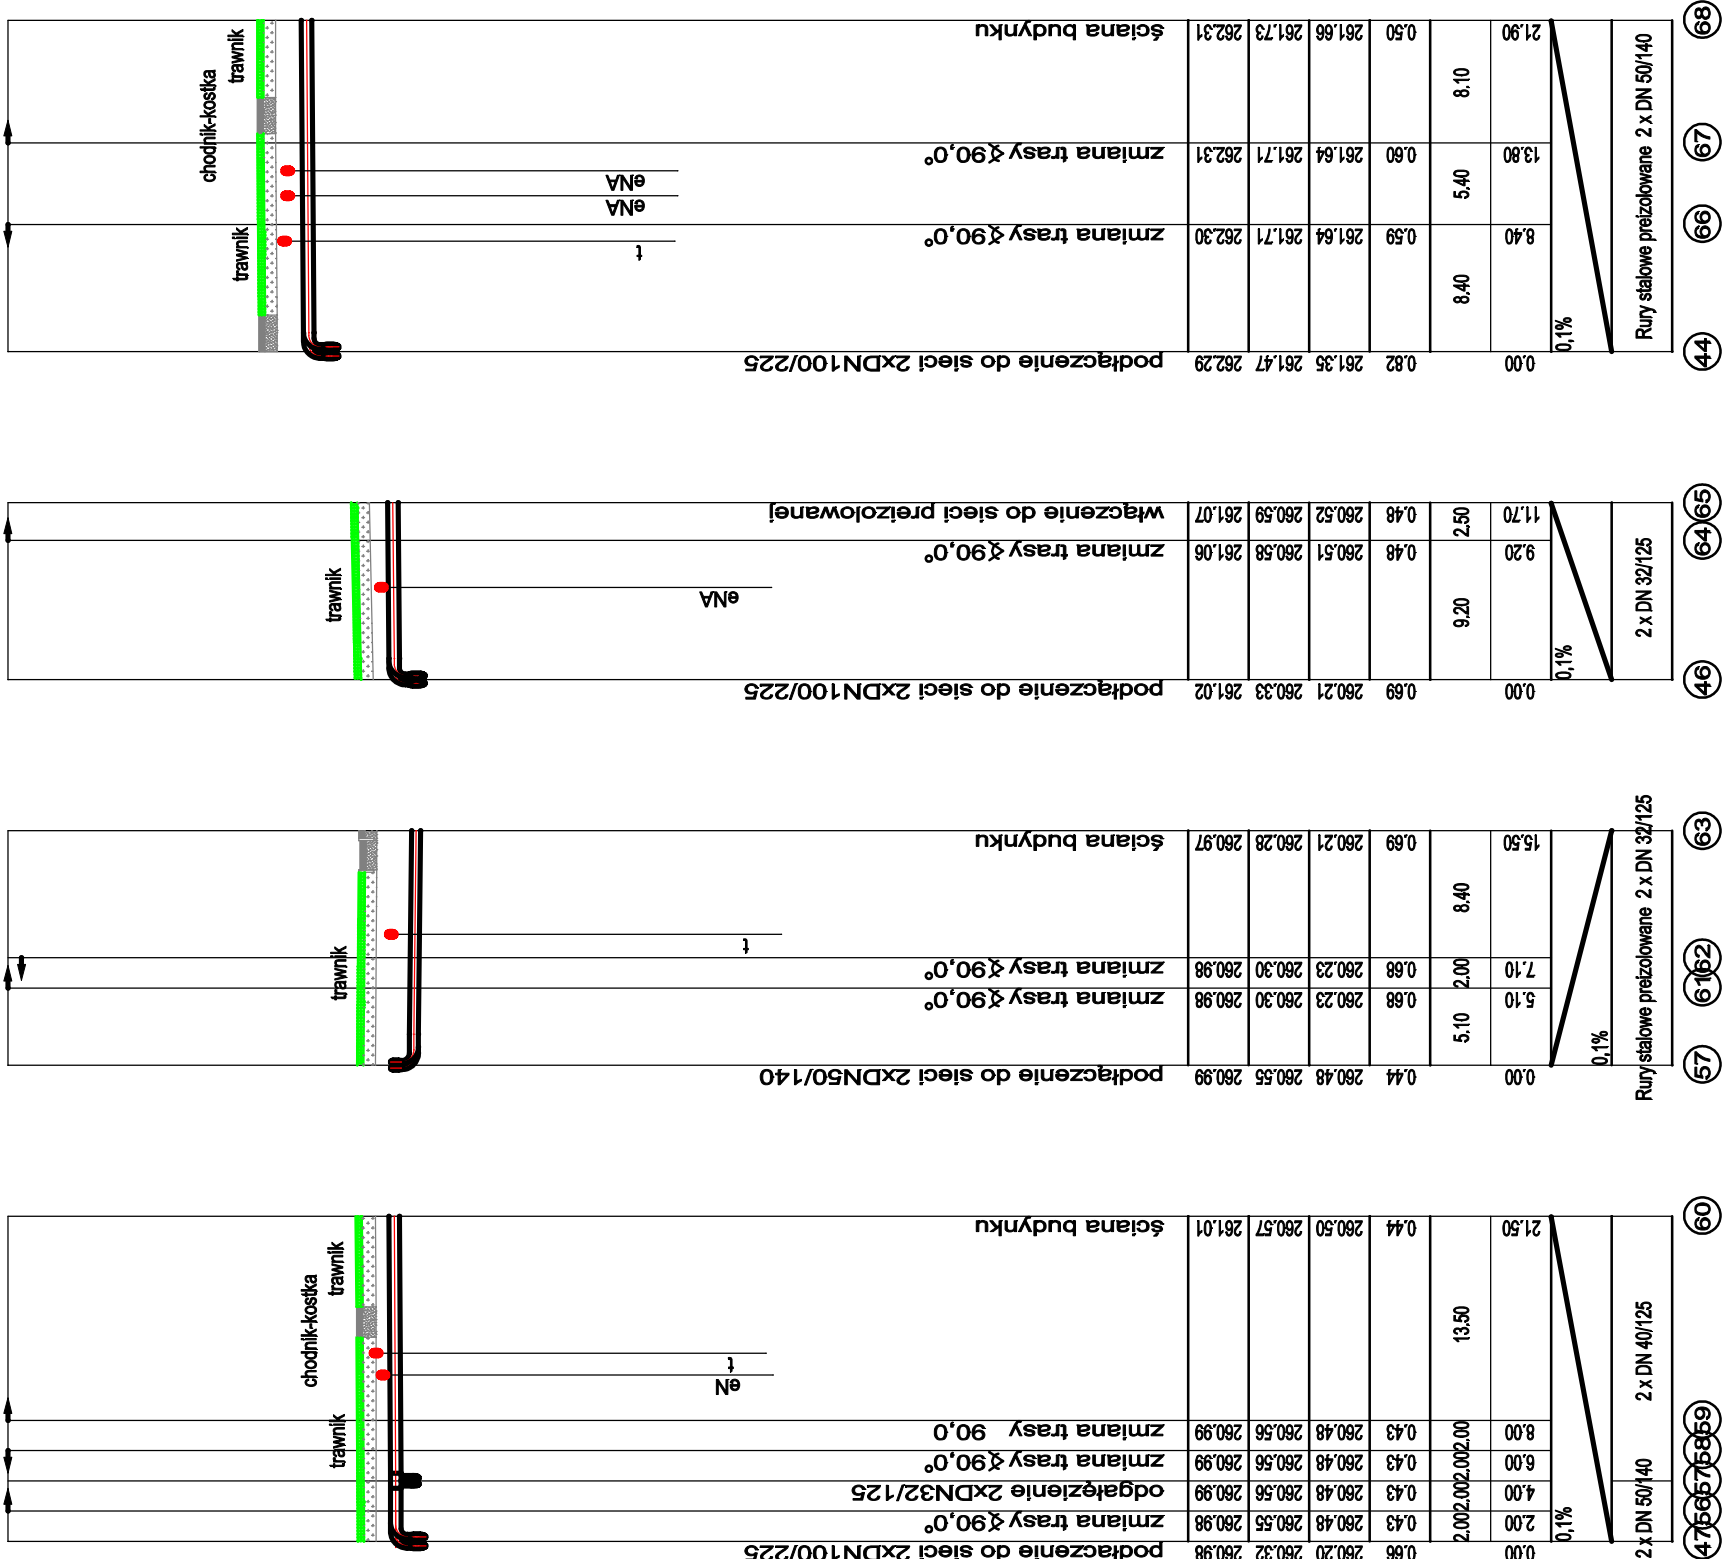 chodnik-kostka
trawnik
trawnik
eNA
eNA
t
ściana budynku 262.31 261.73 261.66 0.50 21.90
8.10
zmiana trasy ∢90,0° 262.31 261.71 261.64 0.60 13.80
5.40
zmiana trasy ∢90,0° 262.30 261.71 261.64 0.59 8.40
8.40
podłączenie do sieci 2xDN100/225 262.29 261.47 261.35 0.82 0.00
0,1%
Rury stalowe preizolowane 2 x DN 50/140
68
67
66
44
trawnik
eNA
włączenie do sieci preizolowanej 261.07 260.59 260.52 0.48 11.70
2.50
zmiana trasy ∢90,0° 261.06 260.58 260.51 0.48 9.20
9.20
podłączenie do sieci 2xDN100/225 261.02 260.33 260.21 0.69 0.00
0,1%
2 x DN 32/125
65
64
46
trawnik
t
ściana budynku 260.97 260.28 260.21 0.69 15.50
8.40
zmiana trasy ∢90,0° 260.98 260.30 260.23 0.68 7.10
2.00
zmiana trasy ∢90,0° 260.98 260.30 260.23 0.68 5.10
5.10
podłączenie do sieci 2xDN50/140 260.99 260.55 260.48 0.44 0.00
0,1%
Rury stalowe preizolowane 2 x DN 32/125
63
62
61
57
chodnik-kostka
trawnik
trawnik
t
eN
ściana budynku 261.01 260.57 260.50 0.44 21.50
13.50
zmiana trasy 90,0 260.99 260.56 260.48 0.43 8.00
2.00
zmiana trasy ∢90,0° 260.99 260.56 260.48 0.43 6.00
2.00
odgałęzienie 2xDN32/125 260.99 260.56 260.48 0.43 4.00
2.00
zmiana trasy ∢90,0° 260.98 260.55 260.48 0.43 2.00
2.00
podłączenie do sieci 2xDN100/225 260.98 260.32 260.20 0.66 0.00
0,1%
2 x DN 40/125
2 x DN 50/140
60
59
58
57
56
47